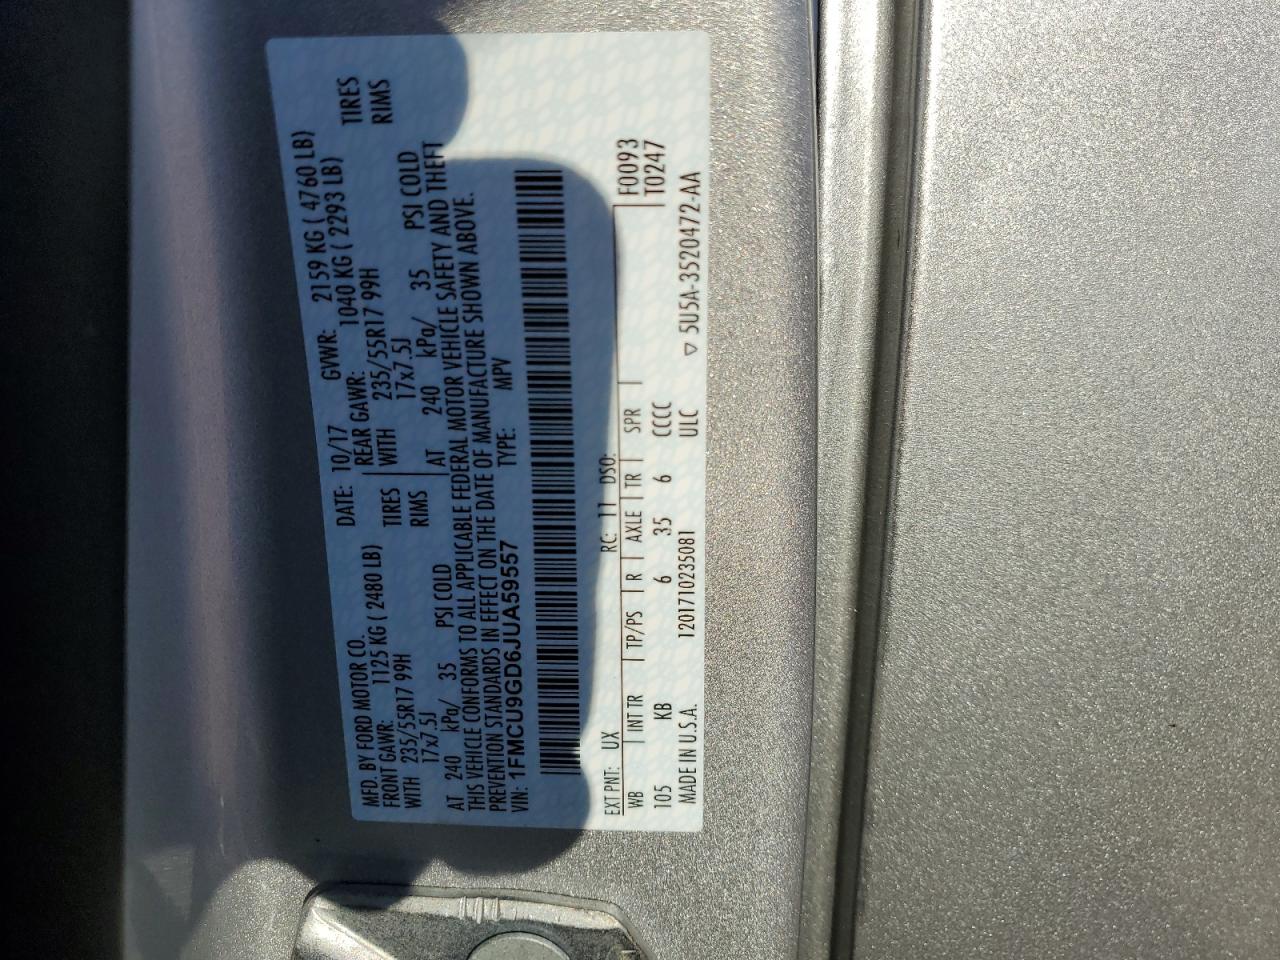 MFD. BY FORD MOTOR CO.
DATE: 10/17 GVWR: 2159 KG ( 4760 LB)
FRONT GAWR: 1125 KG ( 2480 LB) REAR GAWR: 1040 KG ( 2293 LB)
WITH 235/55R17 99H TIRES WITH 235/55R17 99H TIRES
17x7.5J RIMS 17x7.5J RIMS
AT 240 kPa/ 35 PSI COLD AT 240 kPa/ 35 PSI COLD
THIS VEHICLE CONFORMS TO ALL APPLICABLE FEDERAL MOTOR VEHICLE SAFETY AND THEFT
PREVENTION STANDARDS IN EFFECT ON THE DATE OF MANUFACTURE SHOWN ABOVE.
VIN: 1FMCU9GD6JUA59557 TYPE: MPV
EXT PNT: UX RC: 11 DSO: F0093
WB INT TR TP/PS R AXLE TR SPR T0247
105 KB 6 35 6 CCCC
MADE IN U.S.A. 1201710235081 ULC ▽ 5U5A-3520472-AA